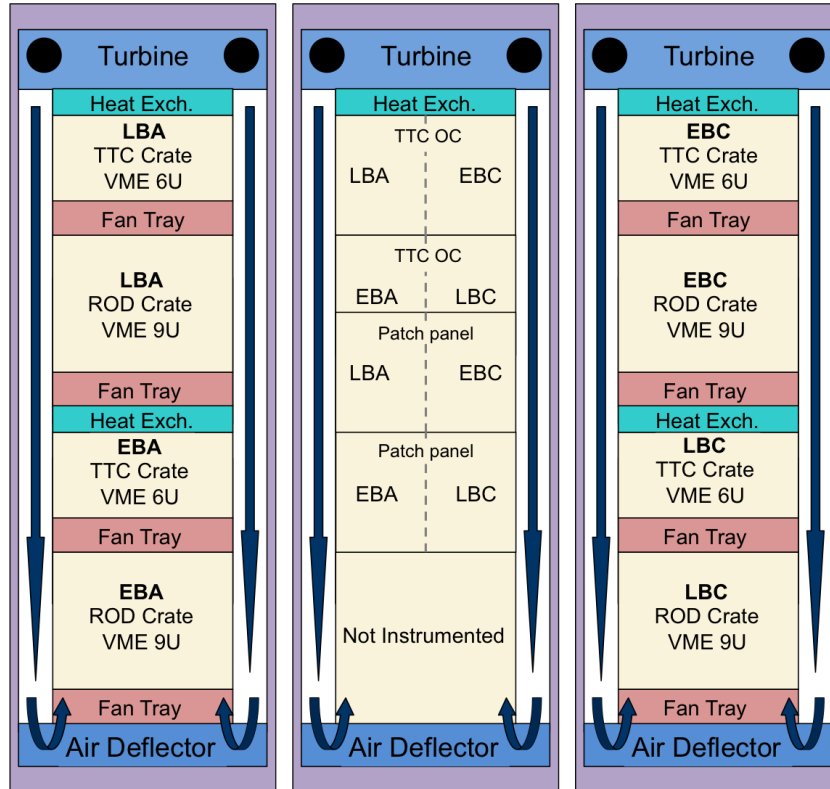 Turbine
Heat Exch.
LBA
TTC Crate
VME 6U
Fan Tray
LBA
ROD Crate
VME 9U
Fan Tray
Heat Exch.
EBA
TTC Crate
VME 6U
Fan Tray
EBA
ROD Crate
VME 9U
Fan Tray
Air Deflector
Turbine
Heat Exch.
TTC OC
LBA EBC
TTC OC
EBA LBC
Patch panel
LBA EBC
Patch panel
EBA LBC
Not Instrumented
Air Deflector
Turbine
Heat Exch.
EBC
TTC Crate
VME 6U
Fan Tray
EBC
ROD Crate
VME 9U
Fan Tray
Heat Exch.
LBC
TTC Crate
VME 6U
Fan Tray
LBC
ROD Crate
VME 9U
Fan Tray
Air Deflector